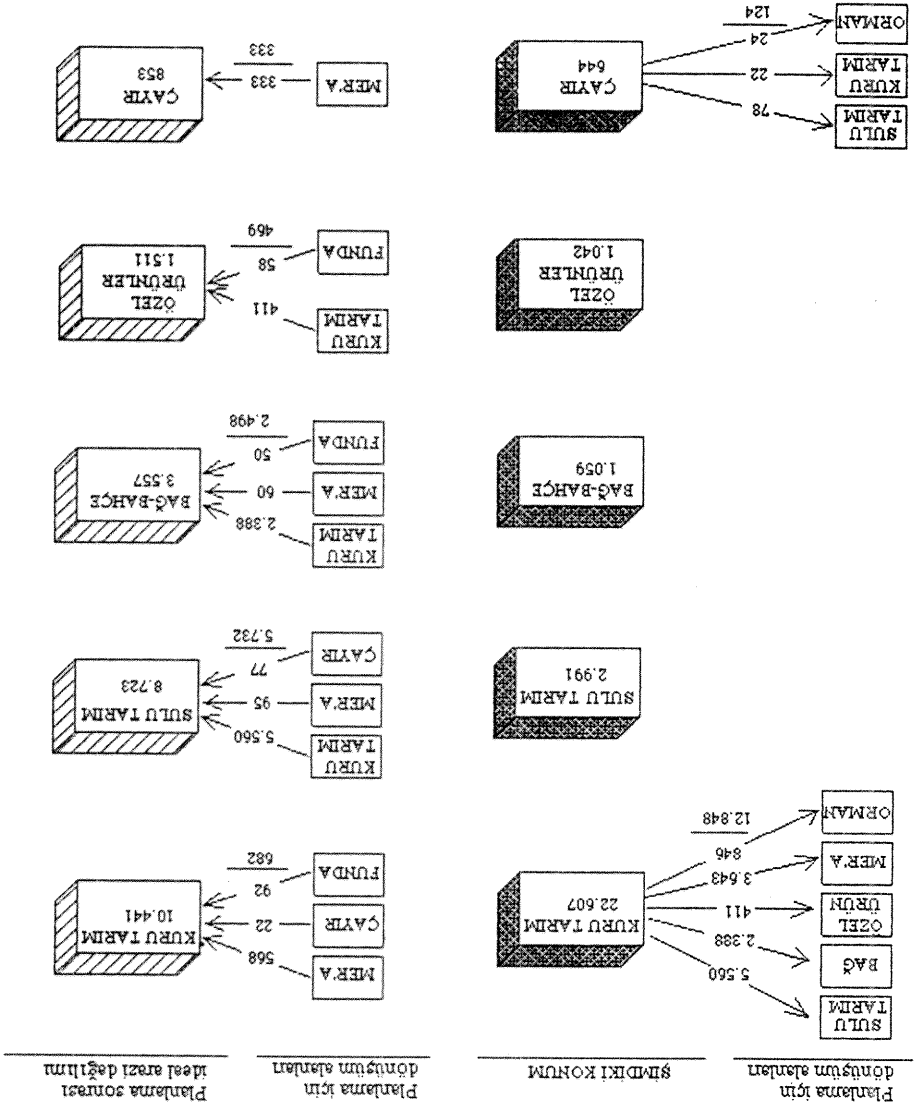 Planlama için
dönüşüm alanları
ŞİMDİKİ KONUM
Planlama için
dönüşüm alanları
Planlama sonrası
ideal arazi dağılımı
SULU
TARIM
BAĞ
ÖZEL
ÜRÜN
MER'A
ORMAN
5.560
2.388
411
3.643
846
12.848
KURU TARIM
22.607
MER'A
ÇAYIR
FUNDA
568
22
92
682
KURU TARIM
10.441
SULU TARIM
2.991
KURU
TARIM
MER'A
ÇAYIR
5.560
95
77
5.732
SULU TARIM
8.723
BAĞ-BAHÇE
1.059
KURU
TARIM
MER'A
FUNDA
2.388
60
50
2.498
BAĞ-BAHÇE
3.557
ÖZEL
ÜRÜNLER
1.042
KURU
TARIM
FUNDA
411
58
469
ÖZEL
ÜRÜNLER
1.511
SULU
TARIM
KURU
TARIM
ORMAN
78
22
24
124
ÇAYIR
644
MER'A
333
333
ÇAYIR
853